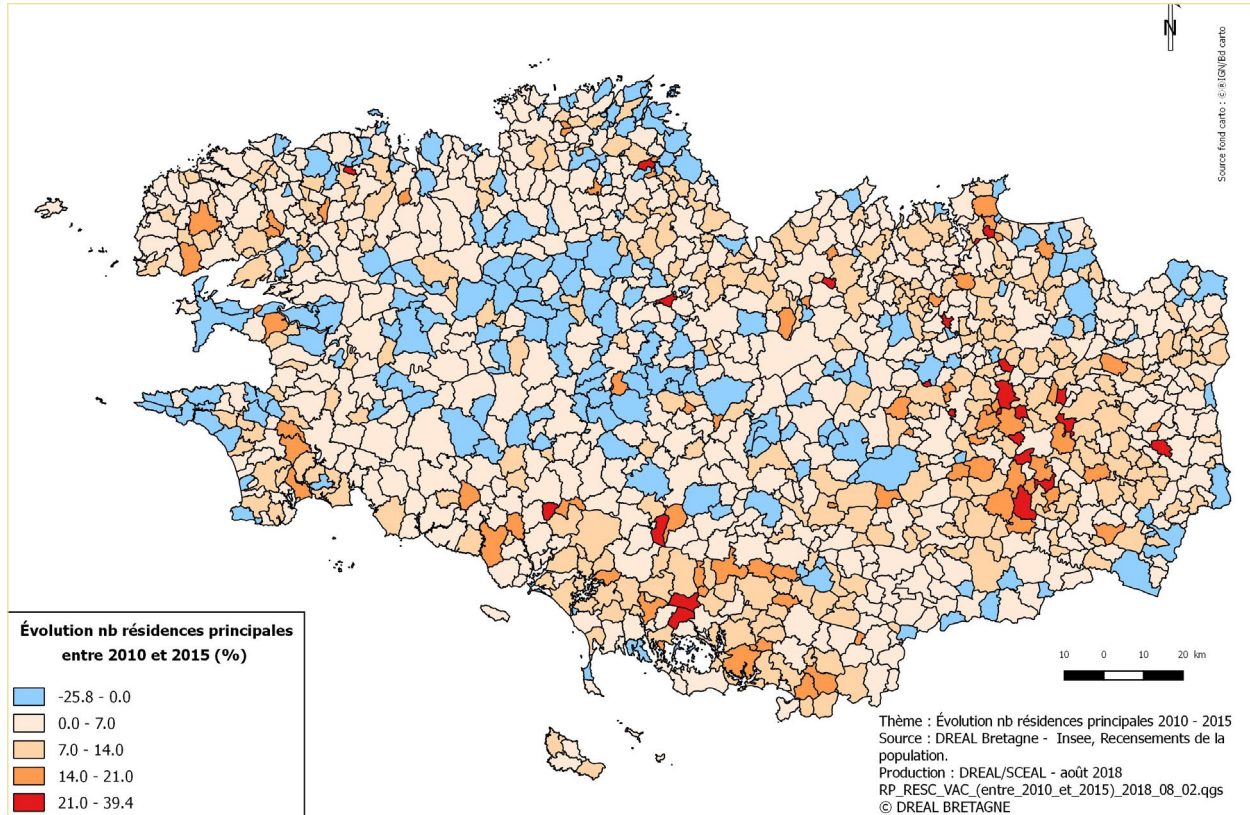 N
Source fond carto : ©®IGN/Bd carto
Évolution nb résidences principales
entre 2010 et 2015 (%)
-25.8 - 0.0
0.0 - 7.0
7.0 - 14.0
14.0 - 21.0
21.0 - 39.4
10 0 10 20 km
Thème : Évolution nb résidences principales 2010 - 2015
Source : DREAL Bretagne - Insee, Recensements de la
population.
Production : DREAL/SCEAL - août 2018
RP_RESC_VAC_(entre_2010_et_2015)_2018_08_02.qgs
© DREAL BRETAGNE